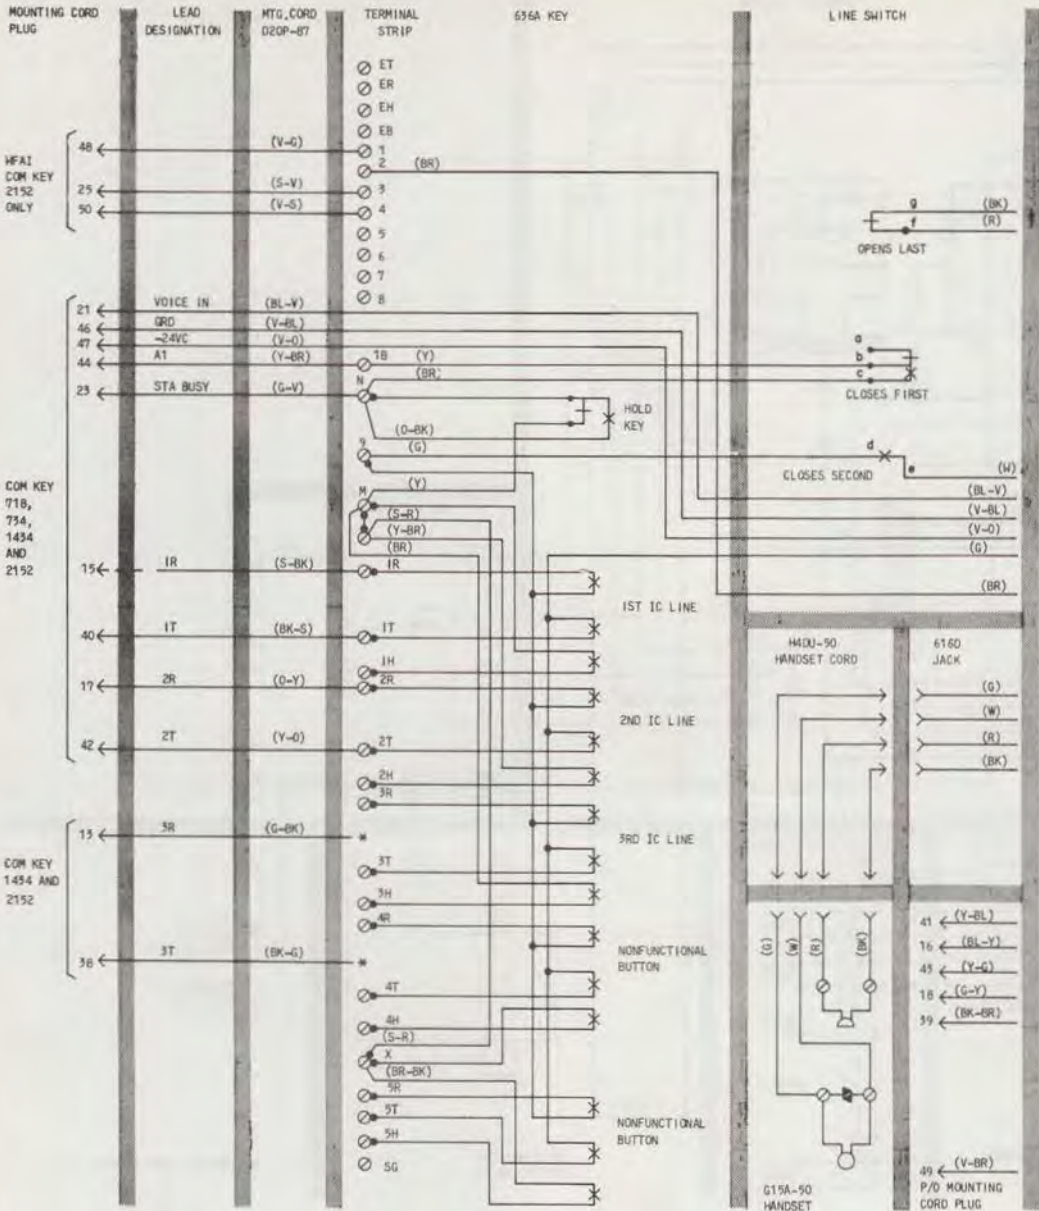 MOUNTING CORD PLUG
LEAD DESIGNATION
MTG, CORD D20P-87
TERMINAL STRIP
636A KEY
LINE SWITCH
ET
ER
EH
EB
48
(V-G)
1
2
(BR)
WFAI
COM KEY
2152
ONLY
25
(S-V)
3
50
(V-S)
4
5
6
7
8
g
(BK)
f
(R)
OPENS LAST
21
VOICE IN
(BL-V)
46
GRD
(V-BL)
47
-24VC
(V-O)
44
A1
(Y-BR)
18
(Y)
23
STA BUSY
(G-V)
N
(BR)
a
b
c
CLOSES FIRST
HOLD
KEY
(O-BK)
9
(G)
d
e
CLOSES SECOND
(W)
(BL-V)
(V-BL)
(V-O)
(G)
(BR)
M
(Y)
(S-R)
(Y-BR)
(BR)
COM KEY
718,
734,
1434
AND
2152
15
1R
(S-BK)
1R
1ST IC LINE
40
1T
(BK-S)
1T
1H
17
2R
(O-Y)
2R
2ND IC LINE
42
2T
(Y-O)
2T
2H
3R
H4DU-50
HANDSET CORD
616D
JACK
(G)
(W)
(R)
(BK)
COM KEY
1434 AND
2152
13
3R
(G-BK)
*
3RD IC LINE
3T
3H
4R
38
3T
(BK-G)
*
NONFUNCTIONAL
BUTTON
4T
4H
(S-R)
X
(BR-BK)
5R
5T
5H
SG
NONFUNCTIONAL
BUTTON
(G)
(W)
(R)
(BK)
41 (Y-BL)
16 (BL-Y)
43 (Y-G)
18 (G-Y)
39 (BK-BR)
49 (V-BR)
G15A-50
HANDSET
P/O MOUNTING
CORD PLUG